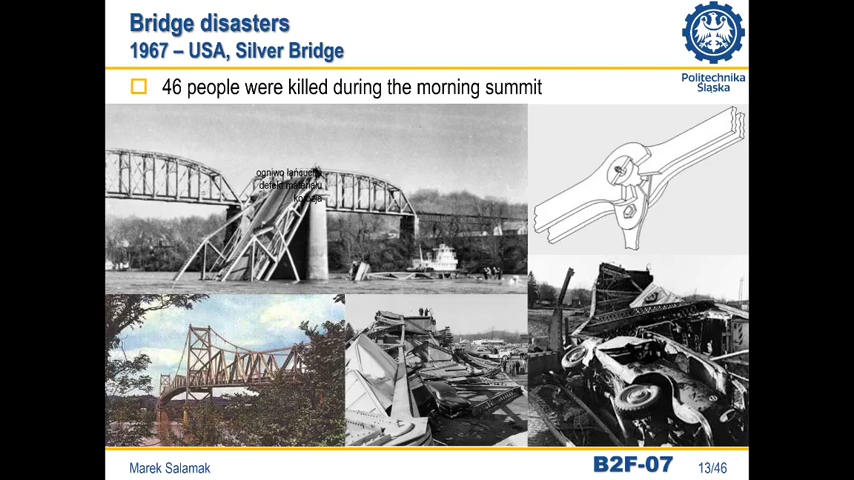 Bridge disasters
1967 – USA, Silver Bridge
Politechnika
Śląska
46 people were killed during the morning summit
ogniwo łańcucha
defekt materiału
korozja
Marek Salamak
B2F-07
13/46